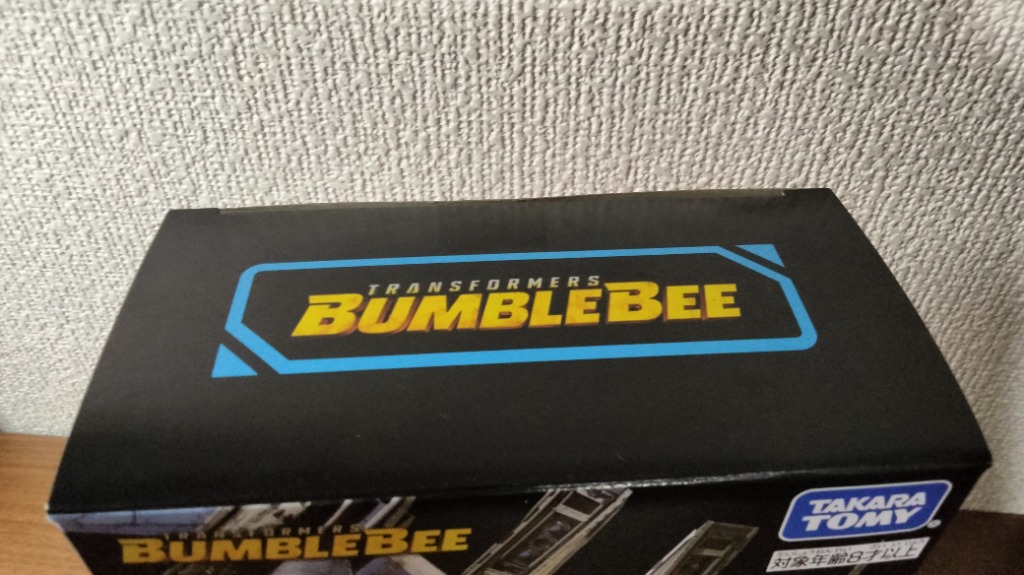 TRANSFORMERS
BUMBLEBEE
TRANSFORMERS
BUMBLEBEE
TAKARA
TOMY
対象年齢8才以上